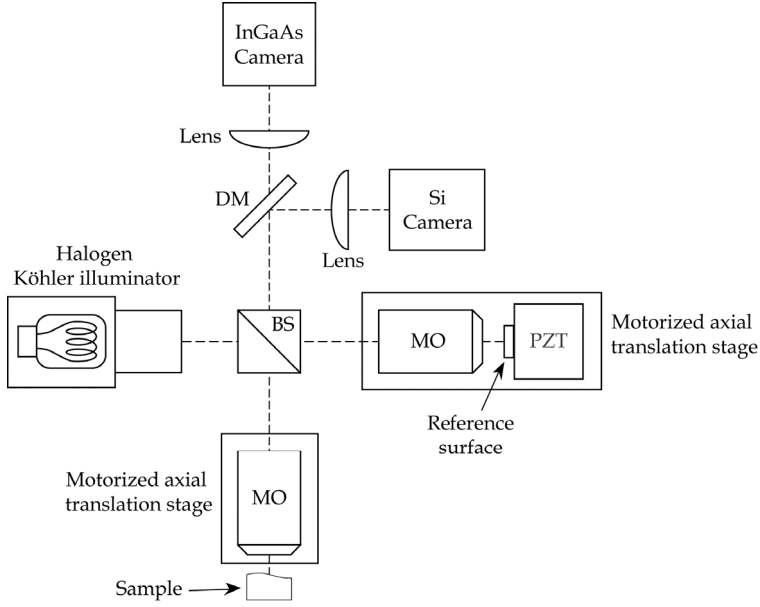 InGaAs
Camera
Lens
DM
Si
Camera
Lens
Halogen
Köhler illuminator
BS
MO
PZT
Motorized axial
translation stage
Reference
surface
Motorized axial
translation stage
MO
Sample